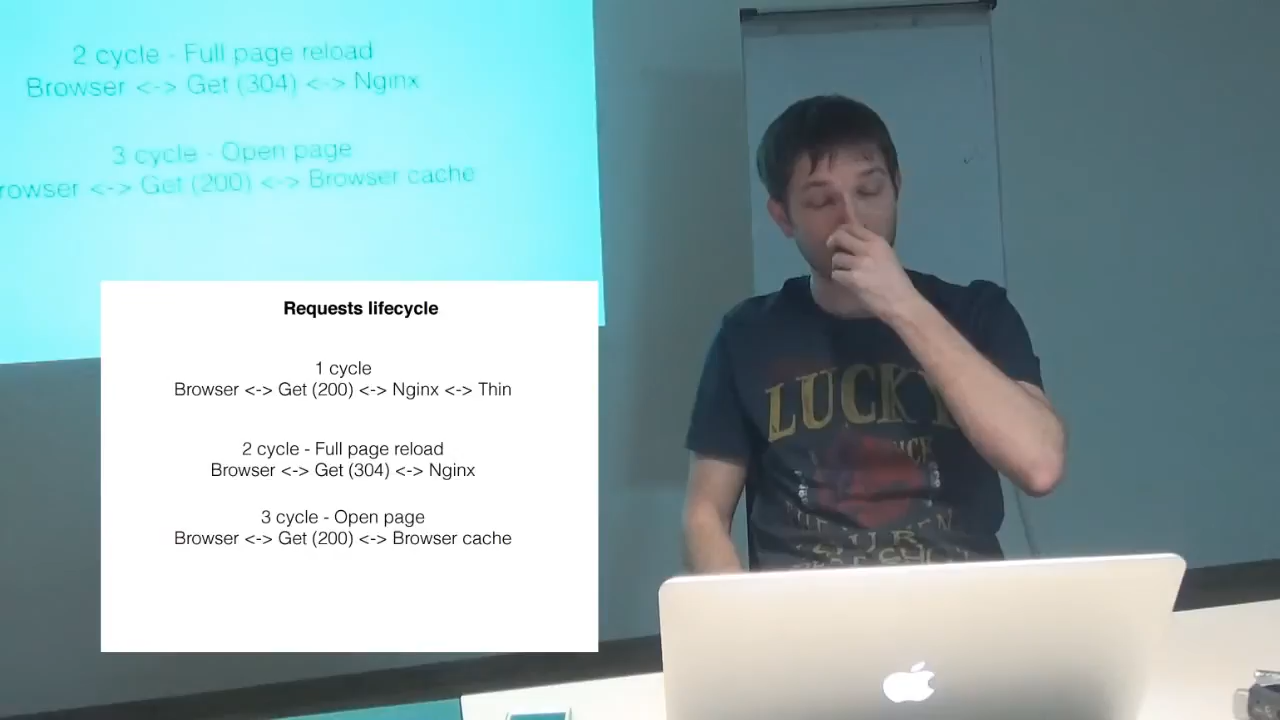 2 cycle - Full page reload
Browser <-> Get (304) <-> Nginx
3 cycle - Open page
rowser <-> Get (200) <-> Browser cache
Requests lifecycle
1 cycle
Browser <-> Get (200) <-> Nginx <-> Thin
2 cycle - Full page reload
Browser <-> Get (304) <-> Nginx
3 cycle - Open page
Browser <-> Get (200) <-> Browser cache
LUCKY